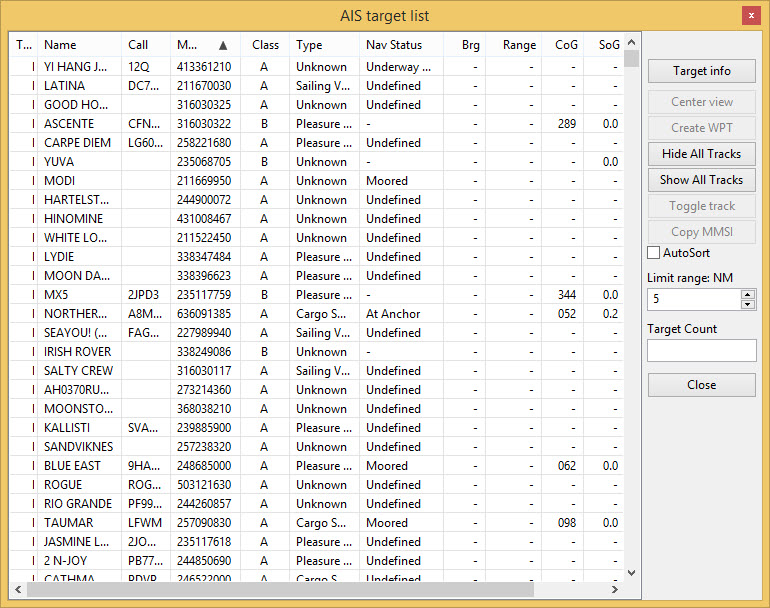 AIS target list
x
T... Name Call M... ▲ Class Type Nav Status Brg Range CoG SoG
I YI HANG J... 12Q 413361210 A Unknown Underway ... - - - -
I LATINA DC7... 211670030 A Sailing V... Undefined - - - -
I GOOD HO... 316030325 A Unknown Undefined - - - -
I ASCENTE CFN... 316030322 B Pleasure ... - - - 289 0.0
I CARPE DIEM LG60... 258221680 A Pleasure ... Undefined - - - -
I YUVA 235068705 B Unknown - - - - 0.0
I MODI 211669950 A Unknown Moored - - - -
I HARTELST... 244900072 A Unknown Undefined - - - -
I HINOMINE 431008467 A Unknown Undefined - - - -
I WHITE LO... 211522450 A Unknown Undefined - - - -
I LYDIE 338347484 A Pleasure ... Undefined - - - -
I MOON DA... 338396623 A Pleasure ... Undefined - - - -
I MX5 2JPD3 235117759 B Pleasure ... - - - 344 0.0
I NORTHER... A8M... 636091385 A Cargo S... At Anchor - - 052 0.2
I SEAYOU! (... FAG... 227989940 A Sailing V... Undefined - - - -
I IRISH ROVER 338249086 B Unknown - - - - -
I SALTY CREW 316030117 A Sailing V... Undefined - - - -
I AH0370RU... 273214360 A Unknown Undefined - - - -
I MOONSTO... 368038210 A Unknown Undefined - - - -
I KALLISTI SVA... 239885900 A Pleasure ... Undefined - - - -
I SANDVIKNES 257238320 A Unknown Undefined - - - -
I BLUE EAST 9HA... 248685000 A Pleasure ... Moored - - 062 0.0
I ROGUE ROG... 503121630 A Unknown Undefined - - - -
I RIO GRANDE PF99... 244260857 A Unknown Undefined - - - -
I TAUMAR LFWM 257090830 A Cargo S... Moored - - 098 0.0
I JASMINE L... 2JO... 235117618 A Pleasure ... Undefined - - - -
I 2 N-JOY PB77... 244850690 A Pleasure ... Undefined - - - -
I CATHMA PDVP 246522000 A Cargo S Undefined - - - -
Target info
Center view
Create WPT
Hide All Tracks
Show All Tracks
Toggle track
Copy MMSI
AutoSort
Limit range: NM
5
Target Count
Close